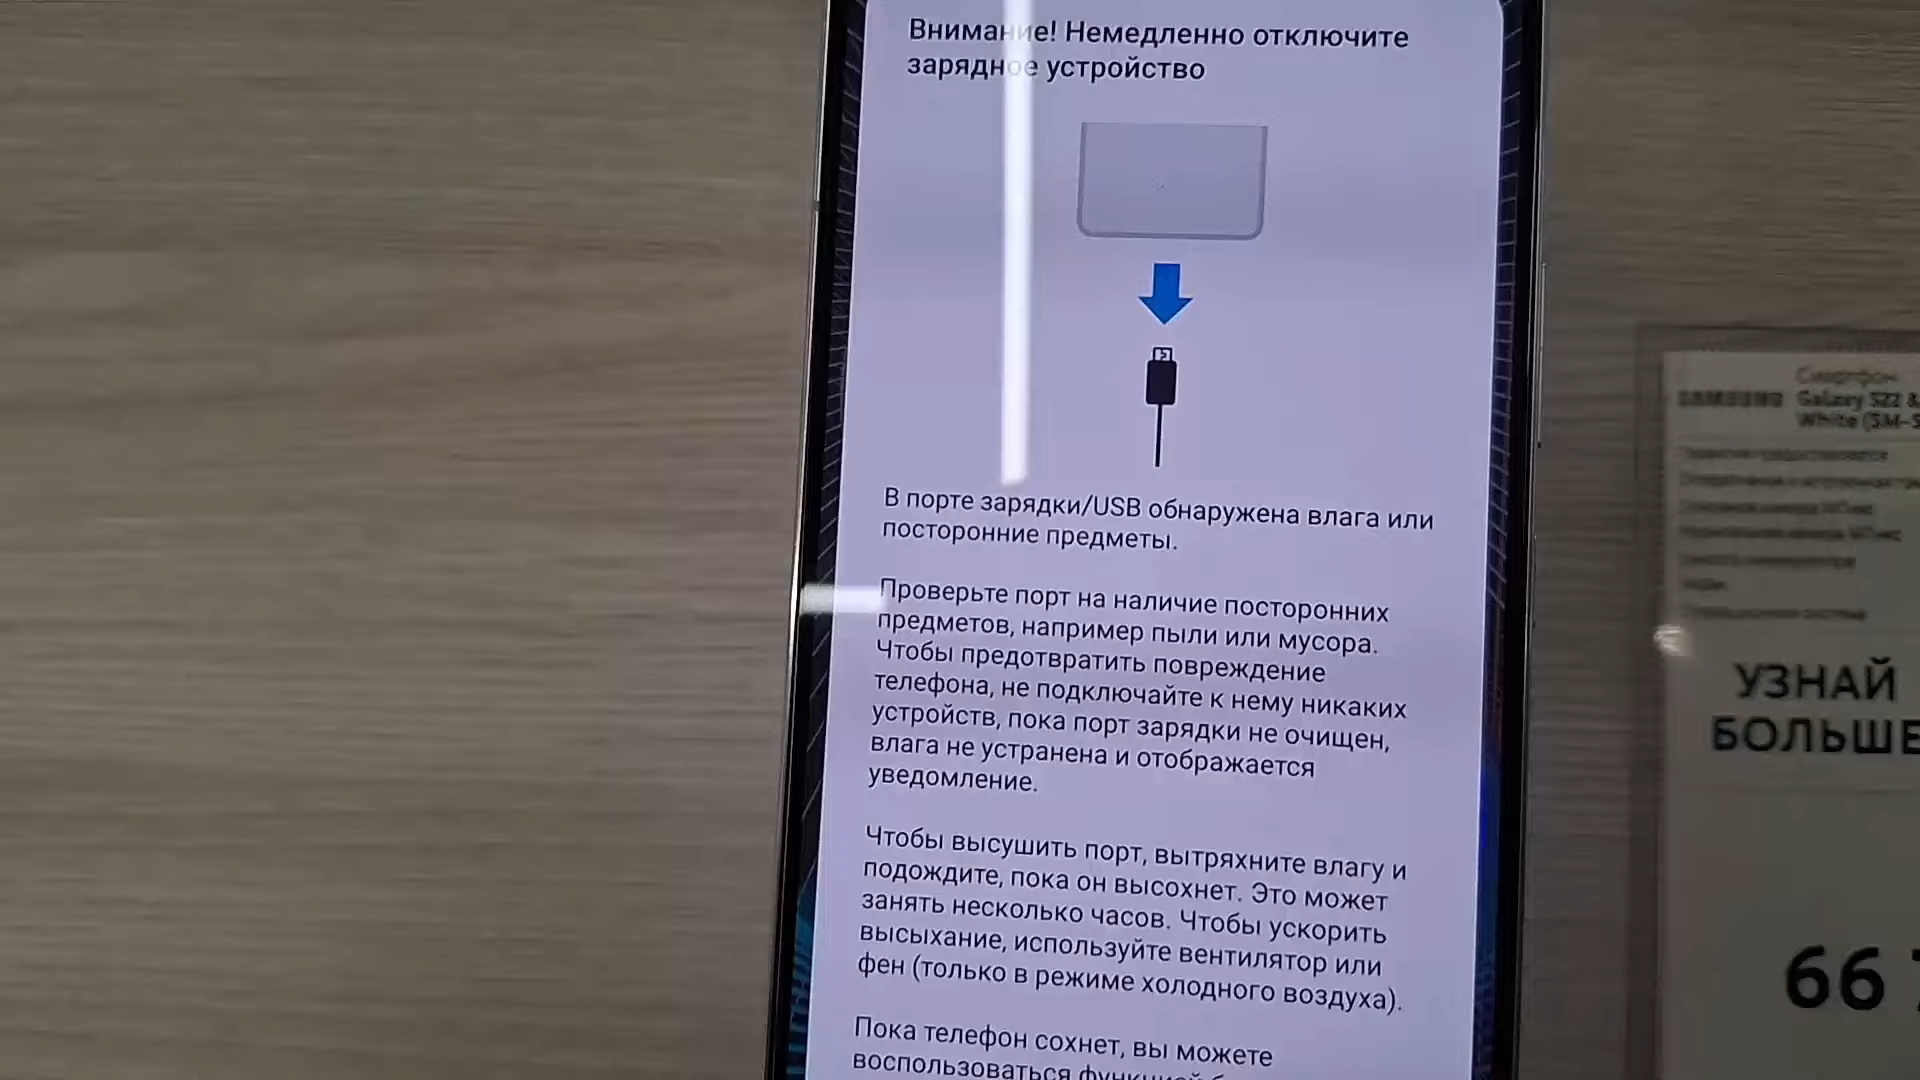 Внимание! Немедленно отключите
зарядное устройство
В порте зарядки/USB обнаружена влага или
посторонние предметы.
Проверьте порт на наличие посторонних
предметов, например пыли или мусора.
Чтобы предотвратить повреждение
телефона, не подключайте к нему никаких
устройств, пока порт зарядки не очищен,
влага не устранена и отображается
уведомление.
Чтобы высушить порт, вытряхните влагу и
подождите, пока он высохнет. Это может
занять несколько часов. Чтобы ускорить
высыхание, используйте вентилятор или
фен (только в режиме холодного воздуха).
Пока телефон сохнет, вы можете
воспользоваться функцией
Смартфон
SAMSUNG Galaxy S22
White (SM-S
УЗНАЙ
БОЛЬШЕ
66